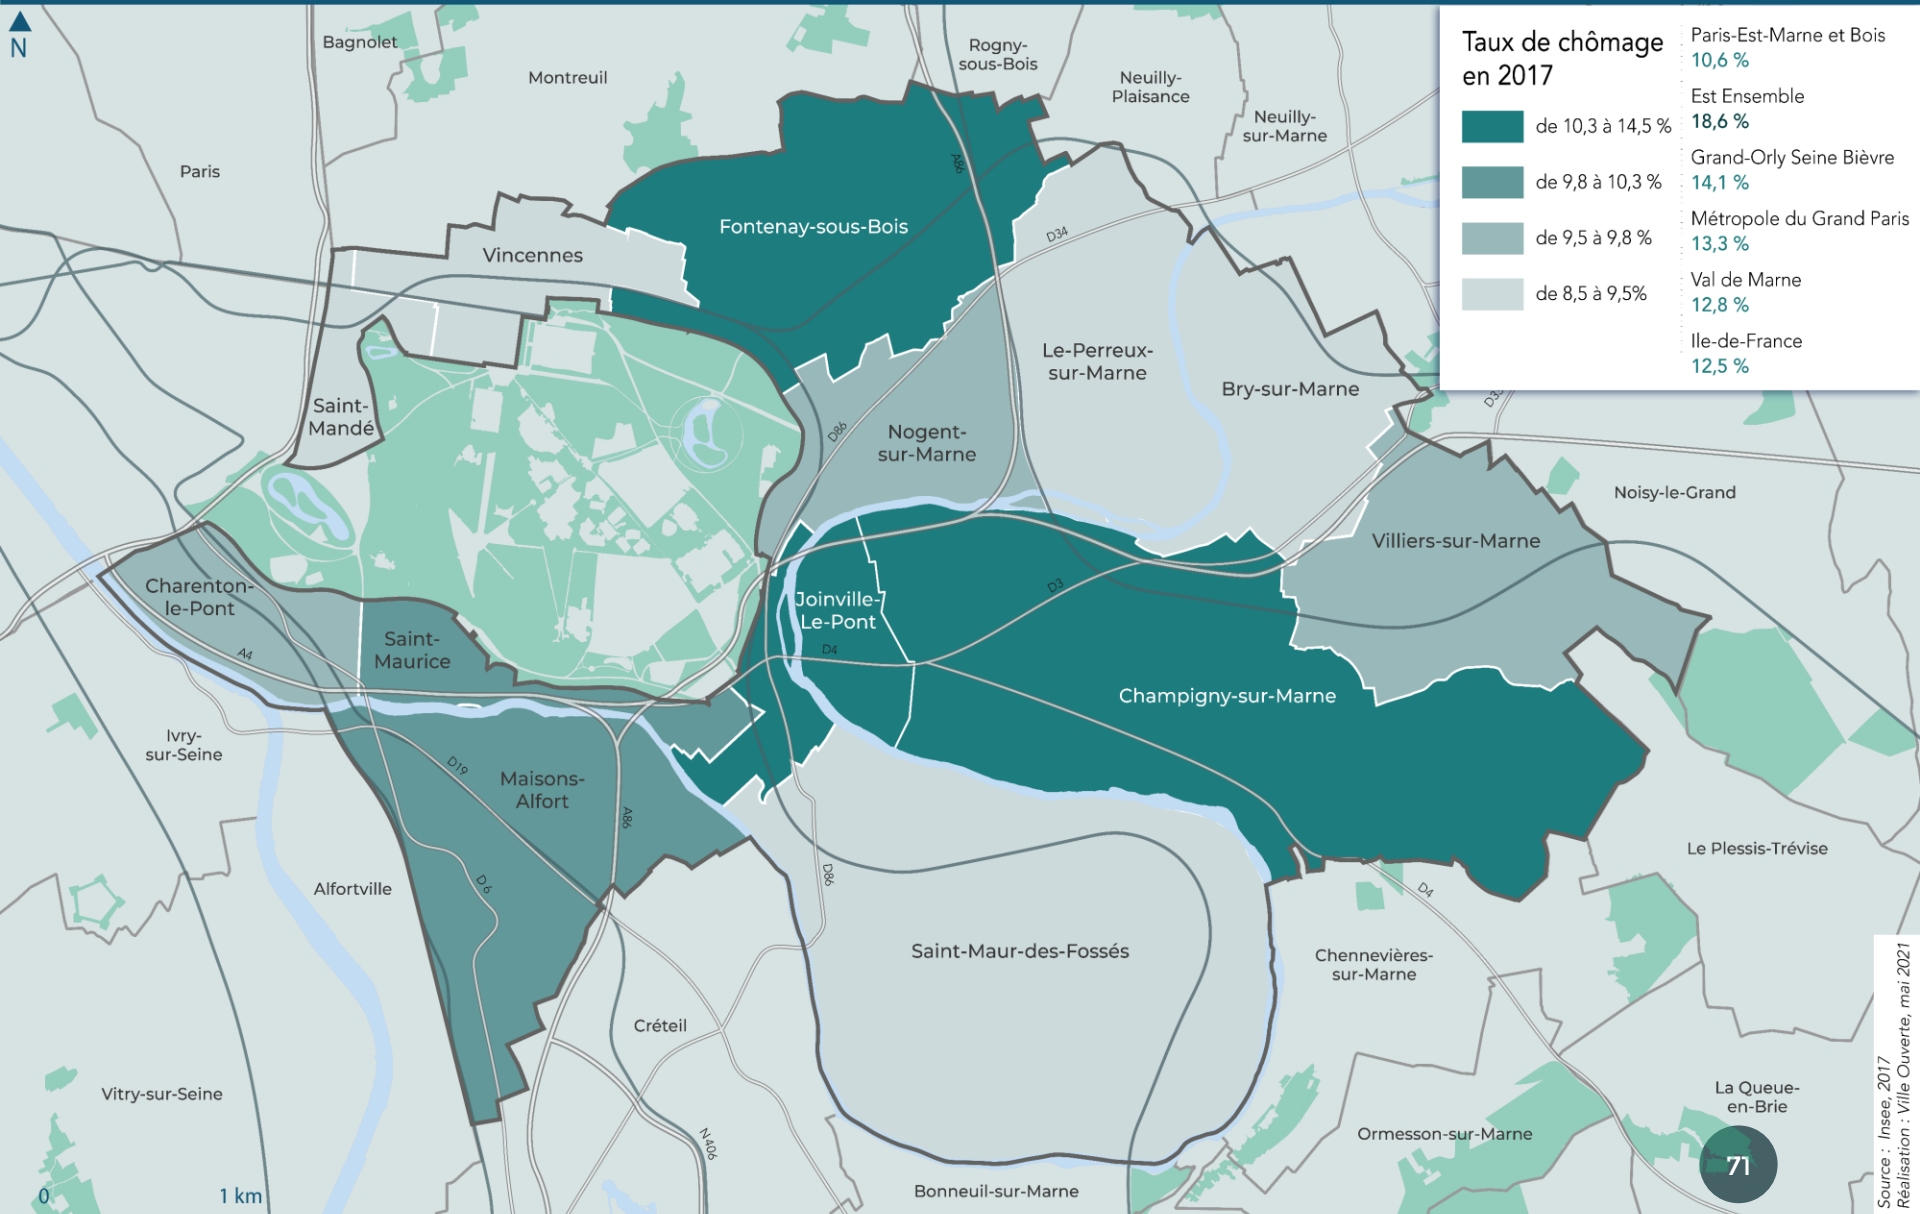 N
Bagnolet
Montreuil
Rogny-
sous-Bois
Neuilly-
Plaisance
Neuilly-
sur-Marne
Paris
A86
Fontenay-sous-Bois
Vincennes
D34
Le-Perreux-
sur-Marne
Bry-sur-Marne
Saint-
Mandé
D86
Nogent-
sur-Marne
Noisy-le-Grand
Villiers-sur-Marne
Charenton-
le-Pont
Saint-
Maurice
A4
Joinville-
Le-Pont
D3
D4
Champigny-sur-Marne
Ivry-
sur-Seine
D19
Maisons-
Alfort
A86
Alfortville
D6
D86
Le Plessis-Trévise
D4
Saint-Maur-des-Fossés
Chennevières-
sur-Marne
Créteil
Vitry-sur-Seine
N406
Ormesson-sur-Marne
La Queue-
en-Brie
Bonneuil-sur-Marne
0
1 km
71
Taux de chômage
en 2017
de 10,3 à 14,5 %
de 9,8 à 10,3 %
de 9,5 à 9,8 %
de 8,5 à 9,5%
Paris-Est-Marne et Bois
10,6 %
Est Ensemble
18,6 %
Grand-Orly Seine Bièvre
14,1 %
Métropole du Grand Paris
13,3 %
Val de Marne
12,8 %
Ile-de-France
12,5 %
Source : Insee, 2017
Réalisation : Ville Ouverte, mai 2021